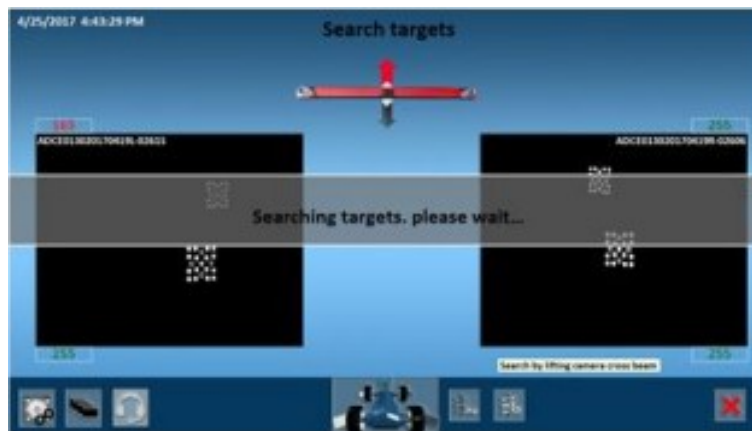 4/25/2017 4:43:29 PM
Search targets
165
255
Searching targets. please wait...
255
255
Search by lifting camera cross beam